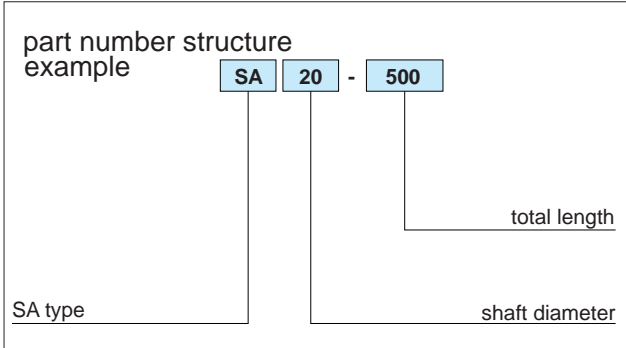 part number structure
example
SA 20 - 500
total length
SA type
shaft diameter